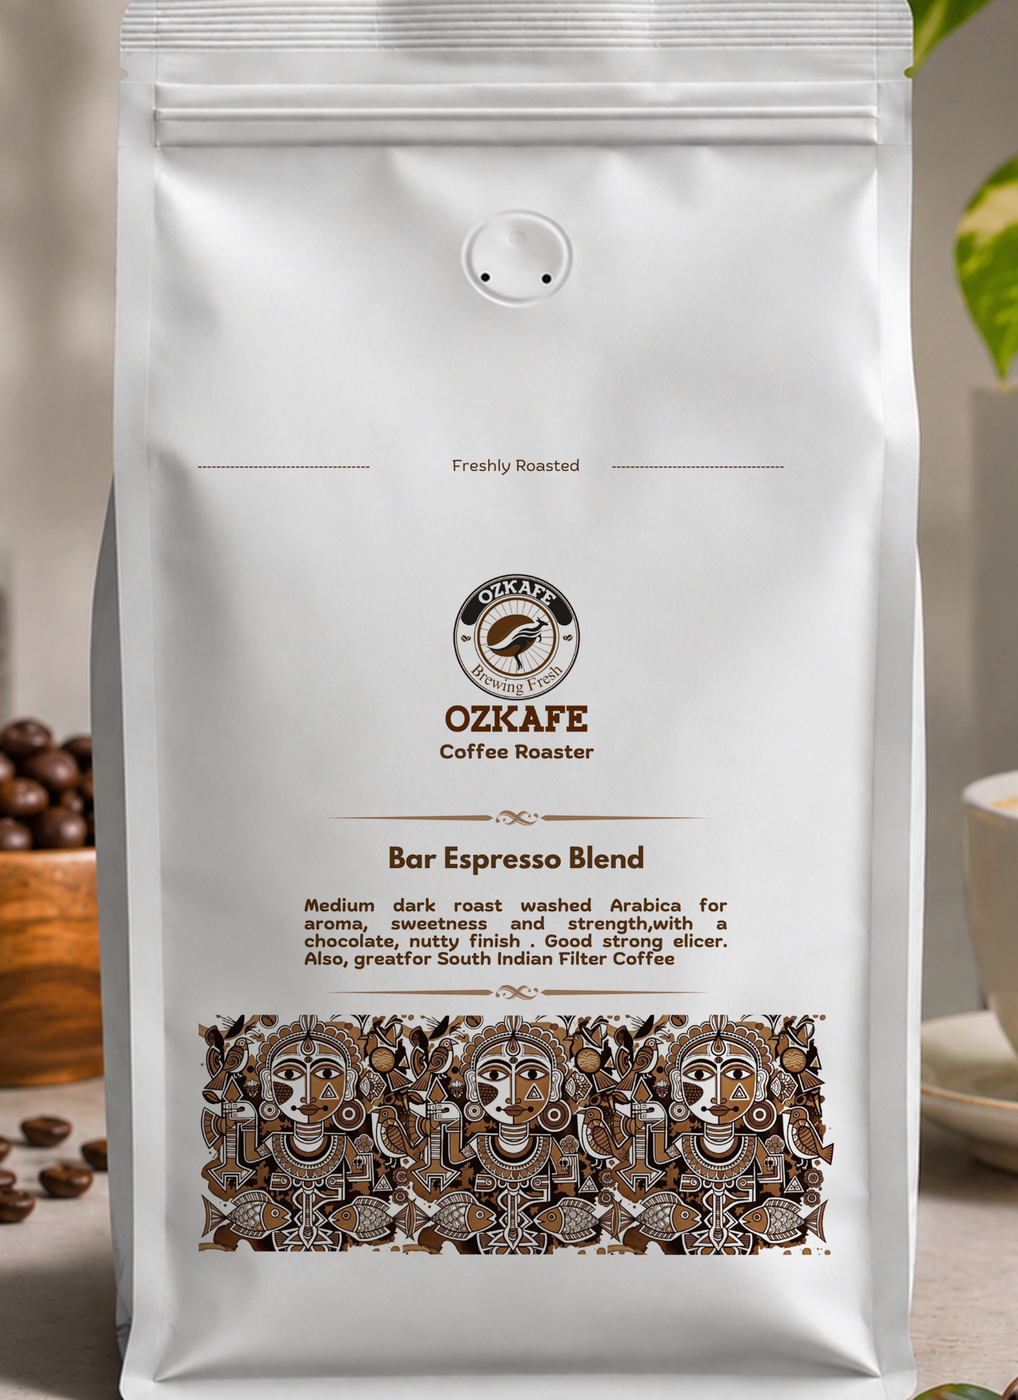 Freshly Roasted
OZKAFE
Brewing Fresh
OZKAFE
Coffee Roaster
Bar Espresso Blend
Medium dark roast washed Arabica for
aroma, sweetness and strength,with a
chocolate, nutty finish . Good strong elicer.
Also, greatfor South Indian Filter Coffee